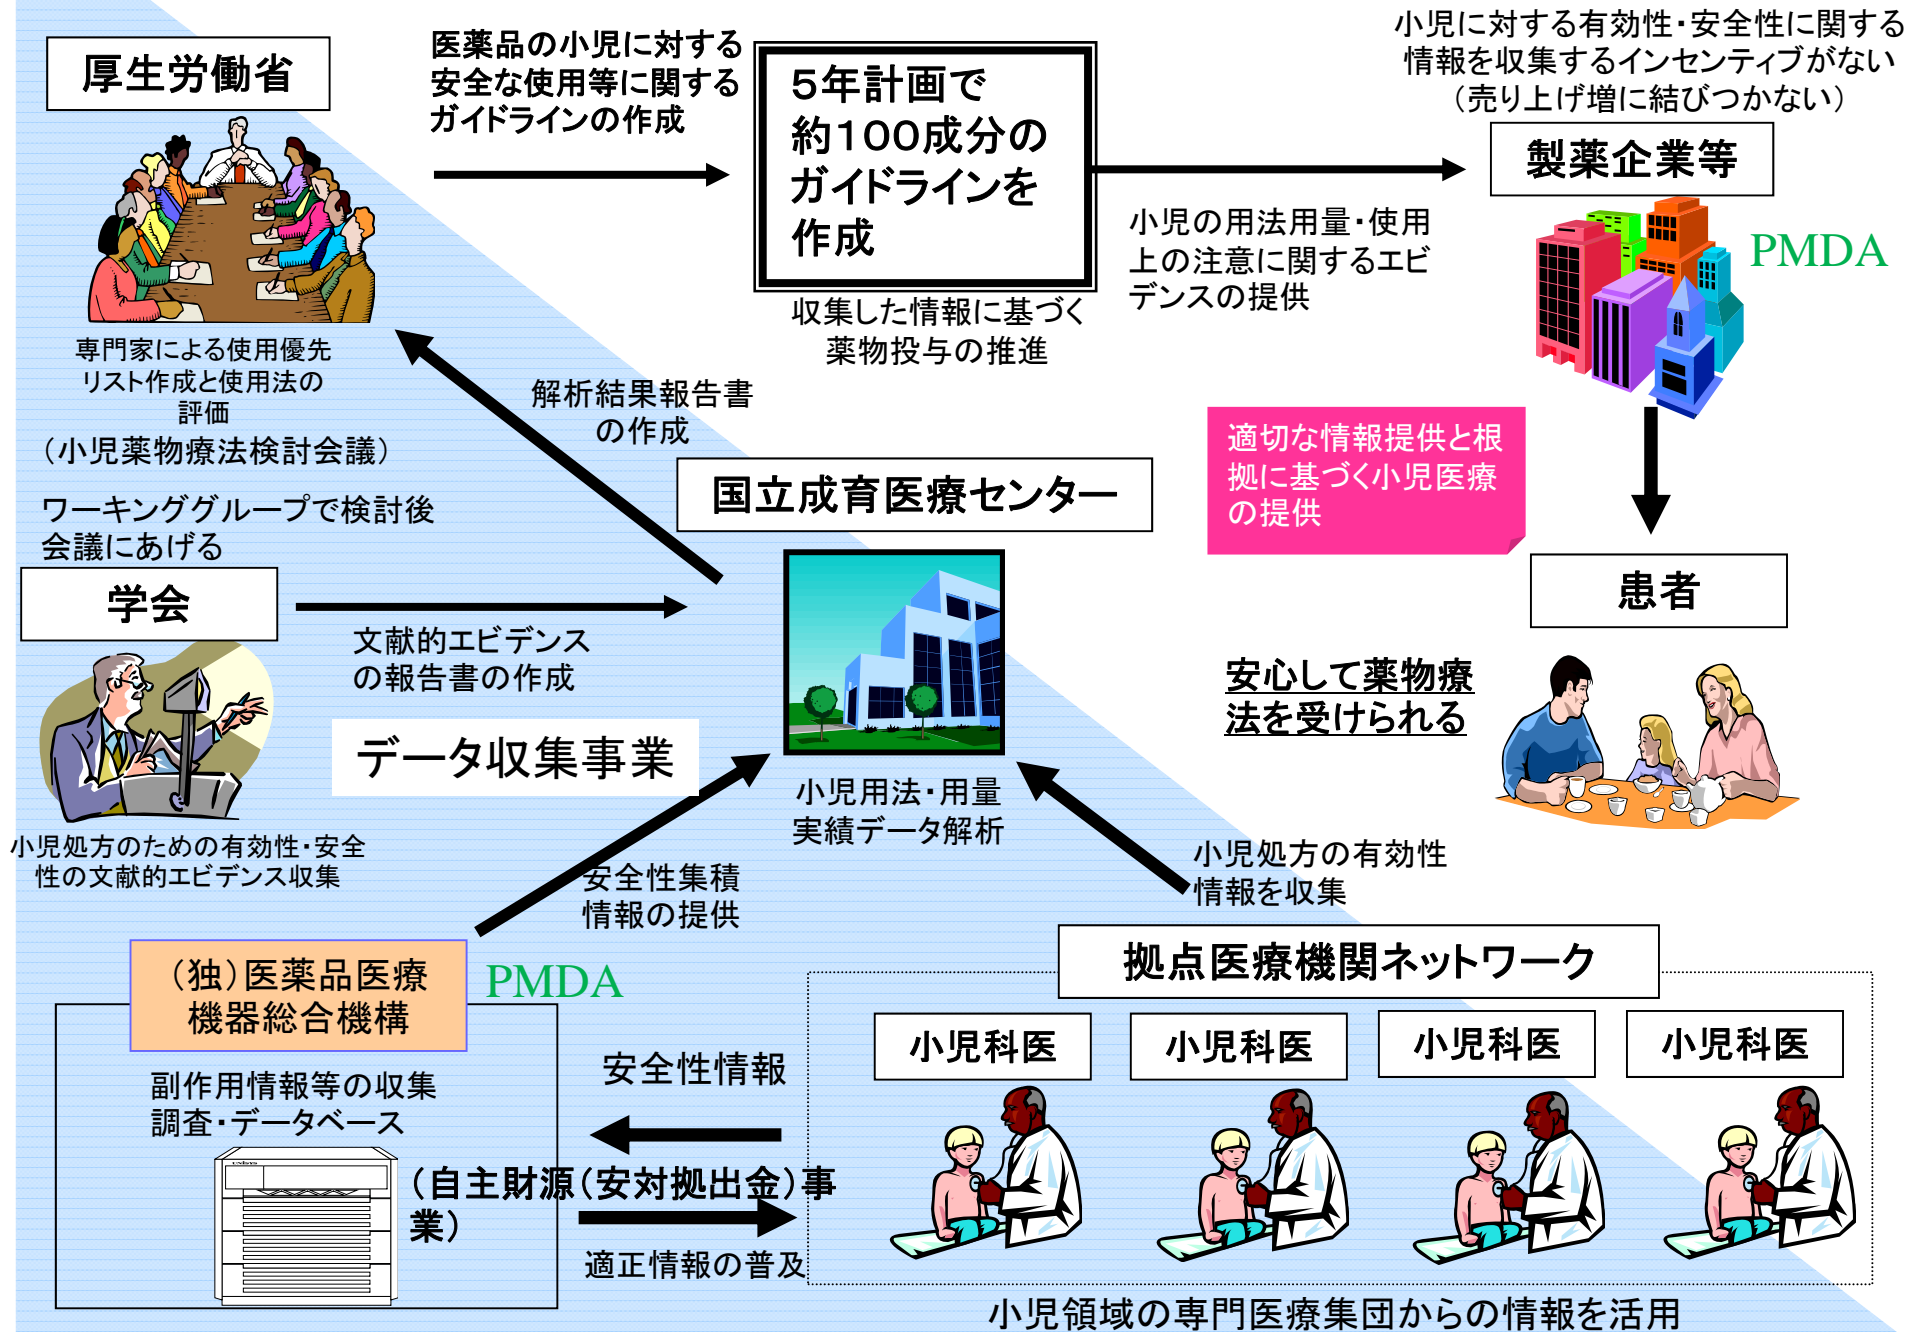 厚生労働省
専門家による使用優先
リスト作成と使用法の
評価
（小児薬物療法検討会議）
医薬品の小児に対する
安全な使用等に関する
ガイドラインの作成
５年計画で
約１００成分の
ガイドラインを
作成
収集した情報に基づく
薬物投与の推進
小児に対する有効性・安全性に関する
情報を収集するインセンティブがない
（売り上げ増に結びつかない）
製薬企業等
PMDA
小児の用法用量・使用
上の注意に関するエビ
デンスの提供
解析結果報告書
の作成
適切な情報提供と根
拠に基づく小児医療
の提供
国立成育医療センター
ワーキンググループで検討後
会議にあげる
学会
文献的エビデンス
の報告書の作成
患者
安心して薬物療
法を受けられる
データ収集事業
小児用法・用量
実績データ解析
小児処方のための有効性・安全
性の文献的エビデンス収集
安全性集積
情報の提供
小児処方の有効性
情報を収集
（独）医薬品医療
機器総合機構
PMDA
副作用情報等の収集
調査・データベース
安全性情報
（自主財源（安対拠出金）事
業）
適正情報の普及
拠点医療機関ネットワーク
小児科医
小児科医
小児科医
小児科医
小児領域の専門医療集団からの情報を活用